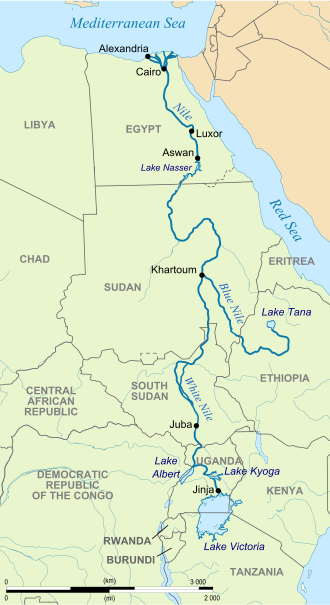 Mediterranean Sea
Alexandria
Cairo
LIBYA
EGYPT
Nile
Luxor
Aswan
Lake Nasser
Red Sea
CHAD
SUDAN
Khartoum
ERITREA
Blue Nile
Lake Tana
ETHIOPIA
CENTRAL
AFRICAN
REPUBLIC
SOUTH
SUDAN
White Nile
Juba
UGANDA
Lake
Albert
Lake Kyoga
DEMOCRATIC
REPUBLIC
OF THE CONGO
Jinja
KENYA
RWANDA
BURUNDI
Lake Victoria
TANZANIA
0 (km) 3 000
0 (mi) 2 000